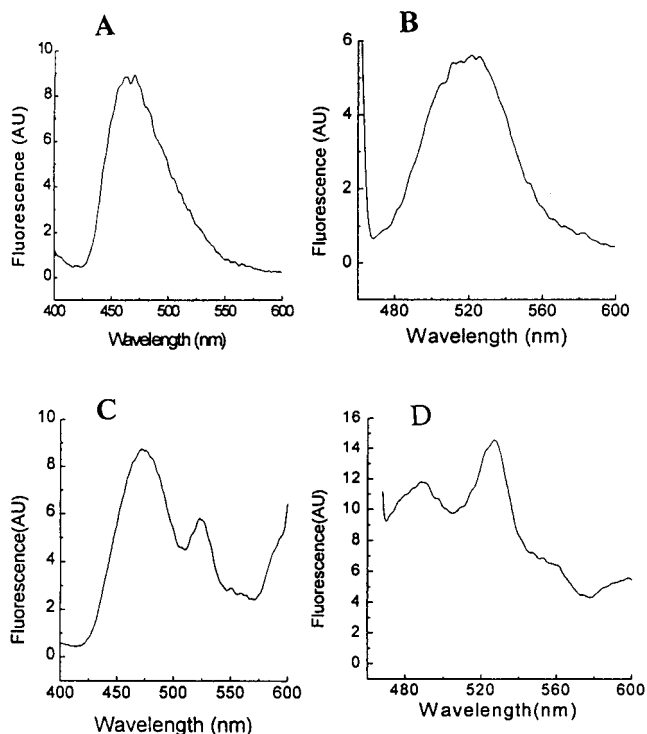 A
B
10
8
6
4
2
0
Fluorescence (AU)
400 450 500 550 600
Wavelength (nm)
6
4
2
0
Fluμrescence (AU)
480 520 560 600
Wavelength (nm)
C
D
10
8
6
4
2
0
Fluorescence(AU)
400 450 500 550 600
Wavelength (nm)
16
14
12
10
8
6
4
2
0
Fluorescence(AU)
480 520 560 600
Wavelength(nm)